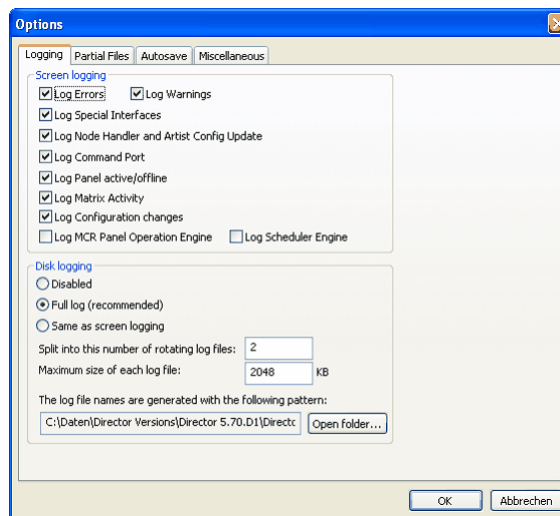 Options
Logging Partial Files Autosave Miscellaneous
Screen logging
Log Errors Log Warnings
Log Special Interfaces
Log Node Handler and Artist Config Update
Log Command Port
Log Panel active/offline
Log Matrix Activity
Log Configuration changes
Log MCR Panel Operation Engine Log Scheduler Engine
Disk logging
Disabled
Full log (recommended)
Same as screen logging
Split into this number of rotating log files: 2
Maximum size of each log file: 2048 KB
The log file names are generated with the following pattern:
C:\Daten\Director Versions\Director 5.70.D1\Directo Open folder...
OK Abbrechen